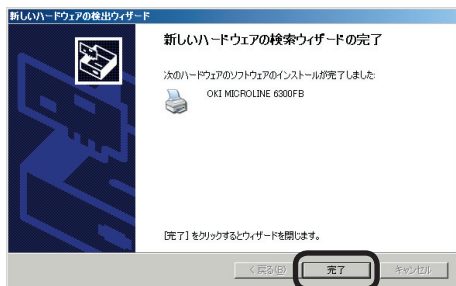 新しいハードウェアの検出ウィザード
新しいハードウェアの検索ウィザードの完了
次のハードウェアのソフトウェアのインストールが完了しました:
OKI MICROLINE 6300FB
[完了] をクリックするとウィザードを閉じます。
< 戻る(B)
完了
キャンセル